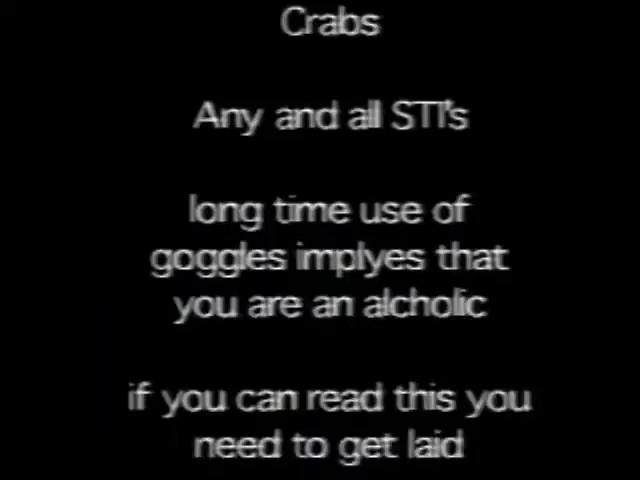 Crabs
Any and all STI's
long time use of
goggles implyes that
you are an alcholic
if you can read this you
need to get laid